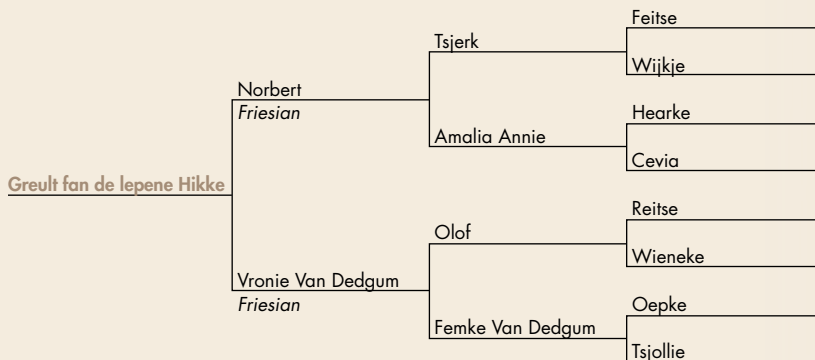 Feitse
Tsjerk
Wijkje
Norbert
Friesian
Hearke
Amalia Annie
Cevia
Greult fan de lepene Hikke
Reitse
Olof
Wieneke
Vronie Van Dedgum
Friesian
Oepke
Femke Van Dedgum
Tsjollie